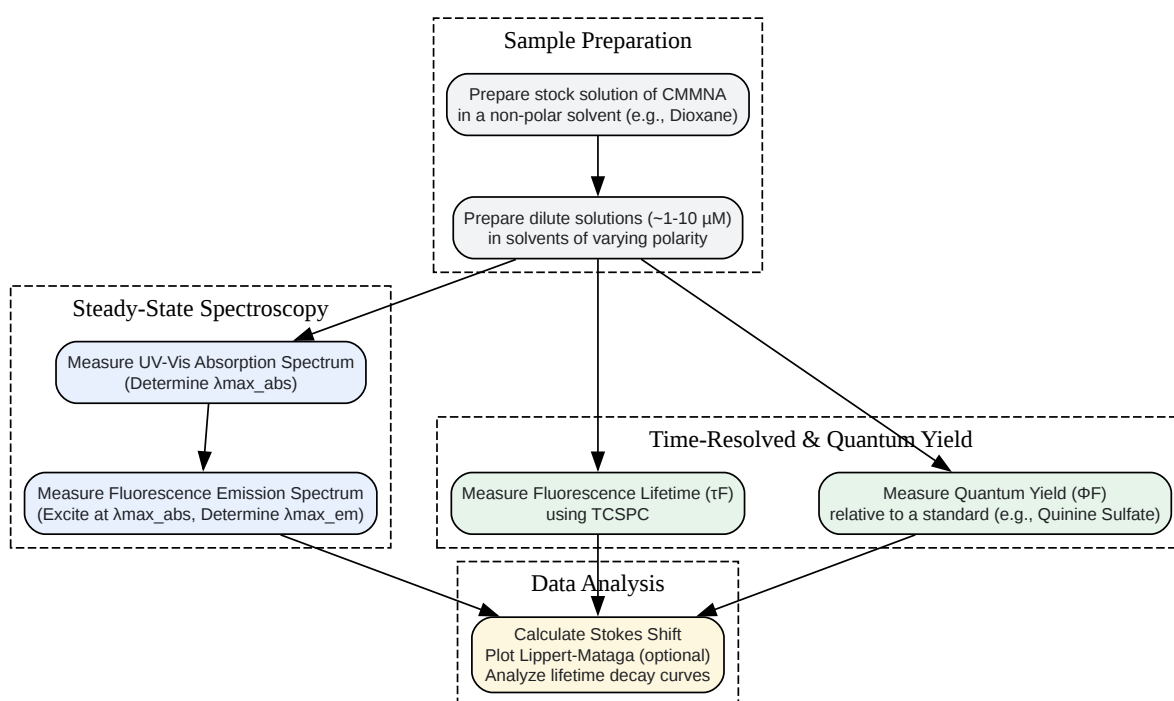 Sample Preparation
Prepare stock solution of CMMNA
in a non-polar solvent (e.g., Dioxane)
Prepare dilute solutions (~1-10 µM)
in solvents of varying polarity
Steady-State Spectroscopy
Measure UV-Vis Absorption Spectrum
(Determine λmax_abs)
Measure Fluorescence Emission Spectrum
(Excite at λmax_abs, Determine λmax_em)
Time-Resolved & Quantum Yield
Measure Fluorescence Lifetime (τF)
using TCSPC
Measure Quantum Yield (ΦF)
relative to a standard (e.g., Quinine Sulfate)
Data Analysis
Calculate Stokes Shift
Plot Lippert-Mataga (optional)
Analyze lifetime decay curves